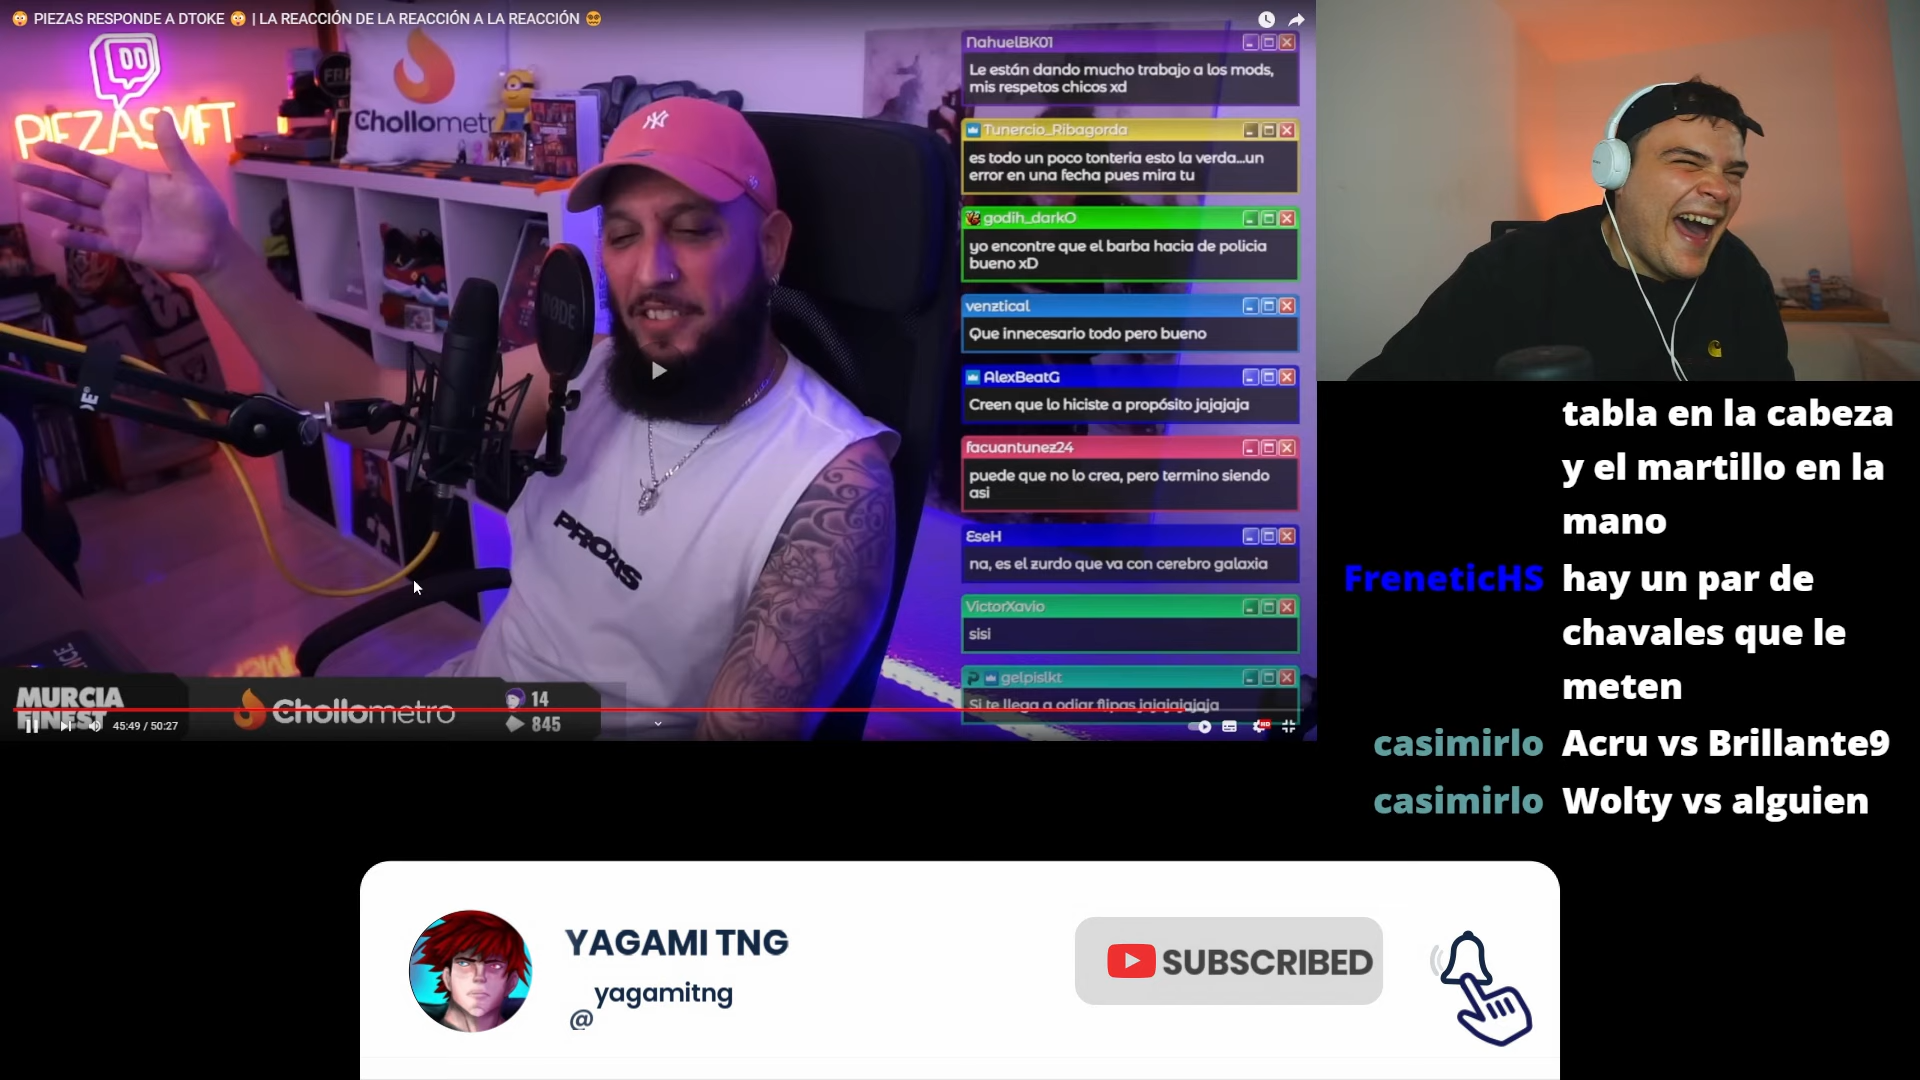 PIEZAS RESPONDE A DTOKE | LA REACCIÓN DE LA REACCIÓN A LA REACCIÓN
PIEZASMFT
Chollometr
RØDE
PROXIS
NahuelBK01
Le están dando mucho trabajo a los mods,
mis respetos chicos xd
Tunercio_Ribagorda
es todo un poco tonteria esto la verda...un
error en una fecha pues mira tu
godih_darkO
yo encontre que el barba hacia de policia
bueno xD
venztical
Que innecesario todo pero bueno
AlexBeatG
Creen que lo hiciste a propósito jajajaja
facuantunez24
puede que no lo crea, pero termino siendo
asi
EseH
na, es el zurdo que va con cerebro galaxia
VictorXavio
sisi
gelpislkt
Si te llega a odiar flipas jajajajajaja
MURCIA
FINEST
Chollometro
14
845
45:49 / 50:27
tabla en la cabeza
y el martillo en la
mano
FreneticHS hay un par de
chavales que le
meten
casimirlo Acru vs Brillante9
casimirlo Wolty vs alguien
YAGAMI TNG
@yagamitng
SUBSCRIBED